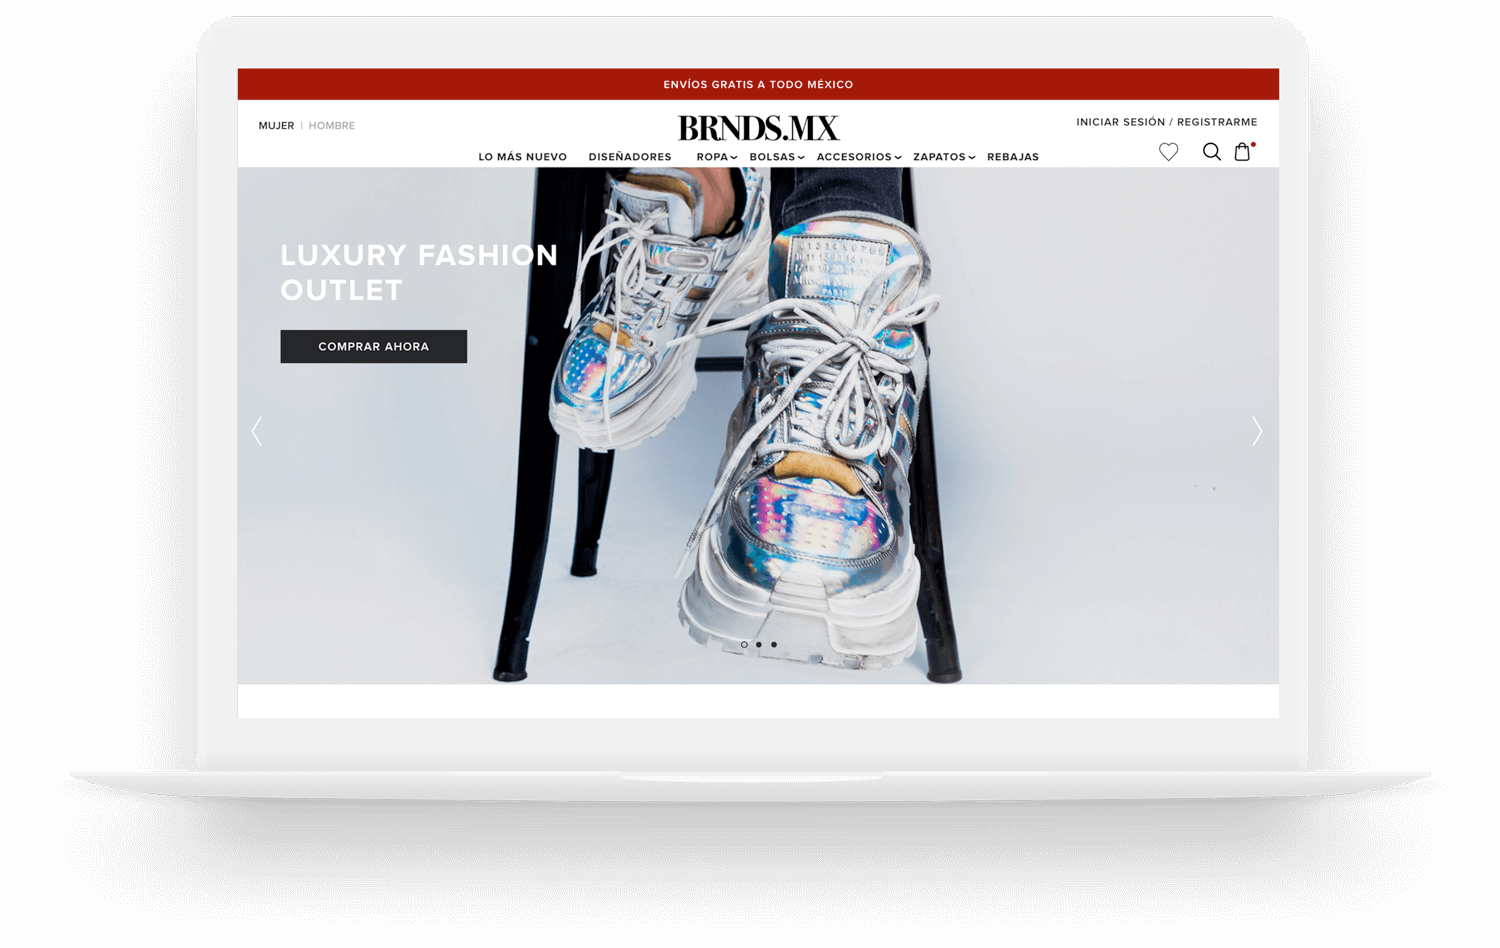 ENVÍOS GRATIS A TODO MÉXICO
MUJER | HOMBRE
BRNDS.MX
INICIAR SESIÓN / REGISTRARME
LO MÁS NUEVO DISEÑADORES ROPA BOLSAS ACCESORIOS ZAPATOS REBAJAS
LUXURY FASHION
OUTLET
COMPRAR AHORA
PARIS